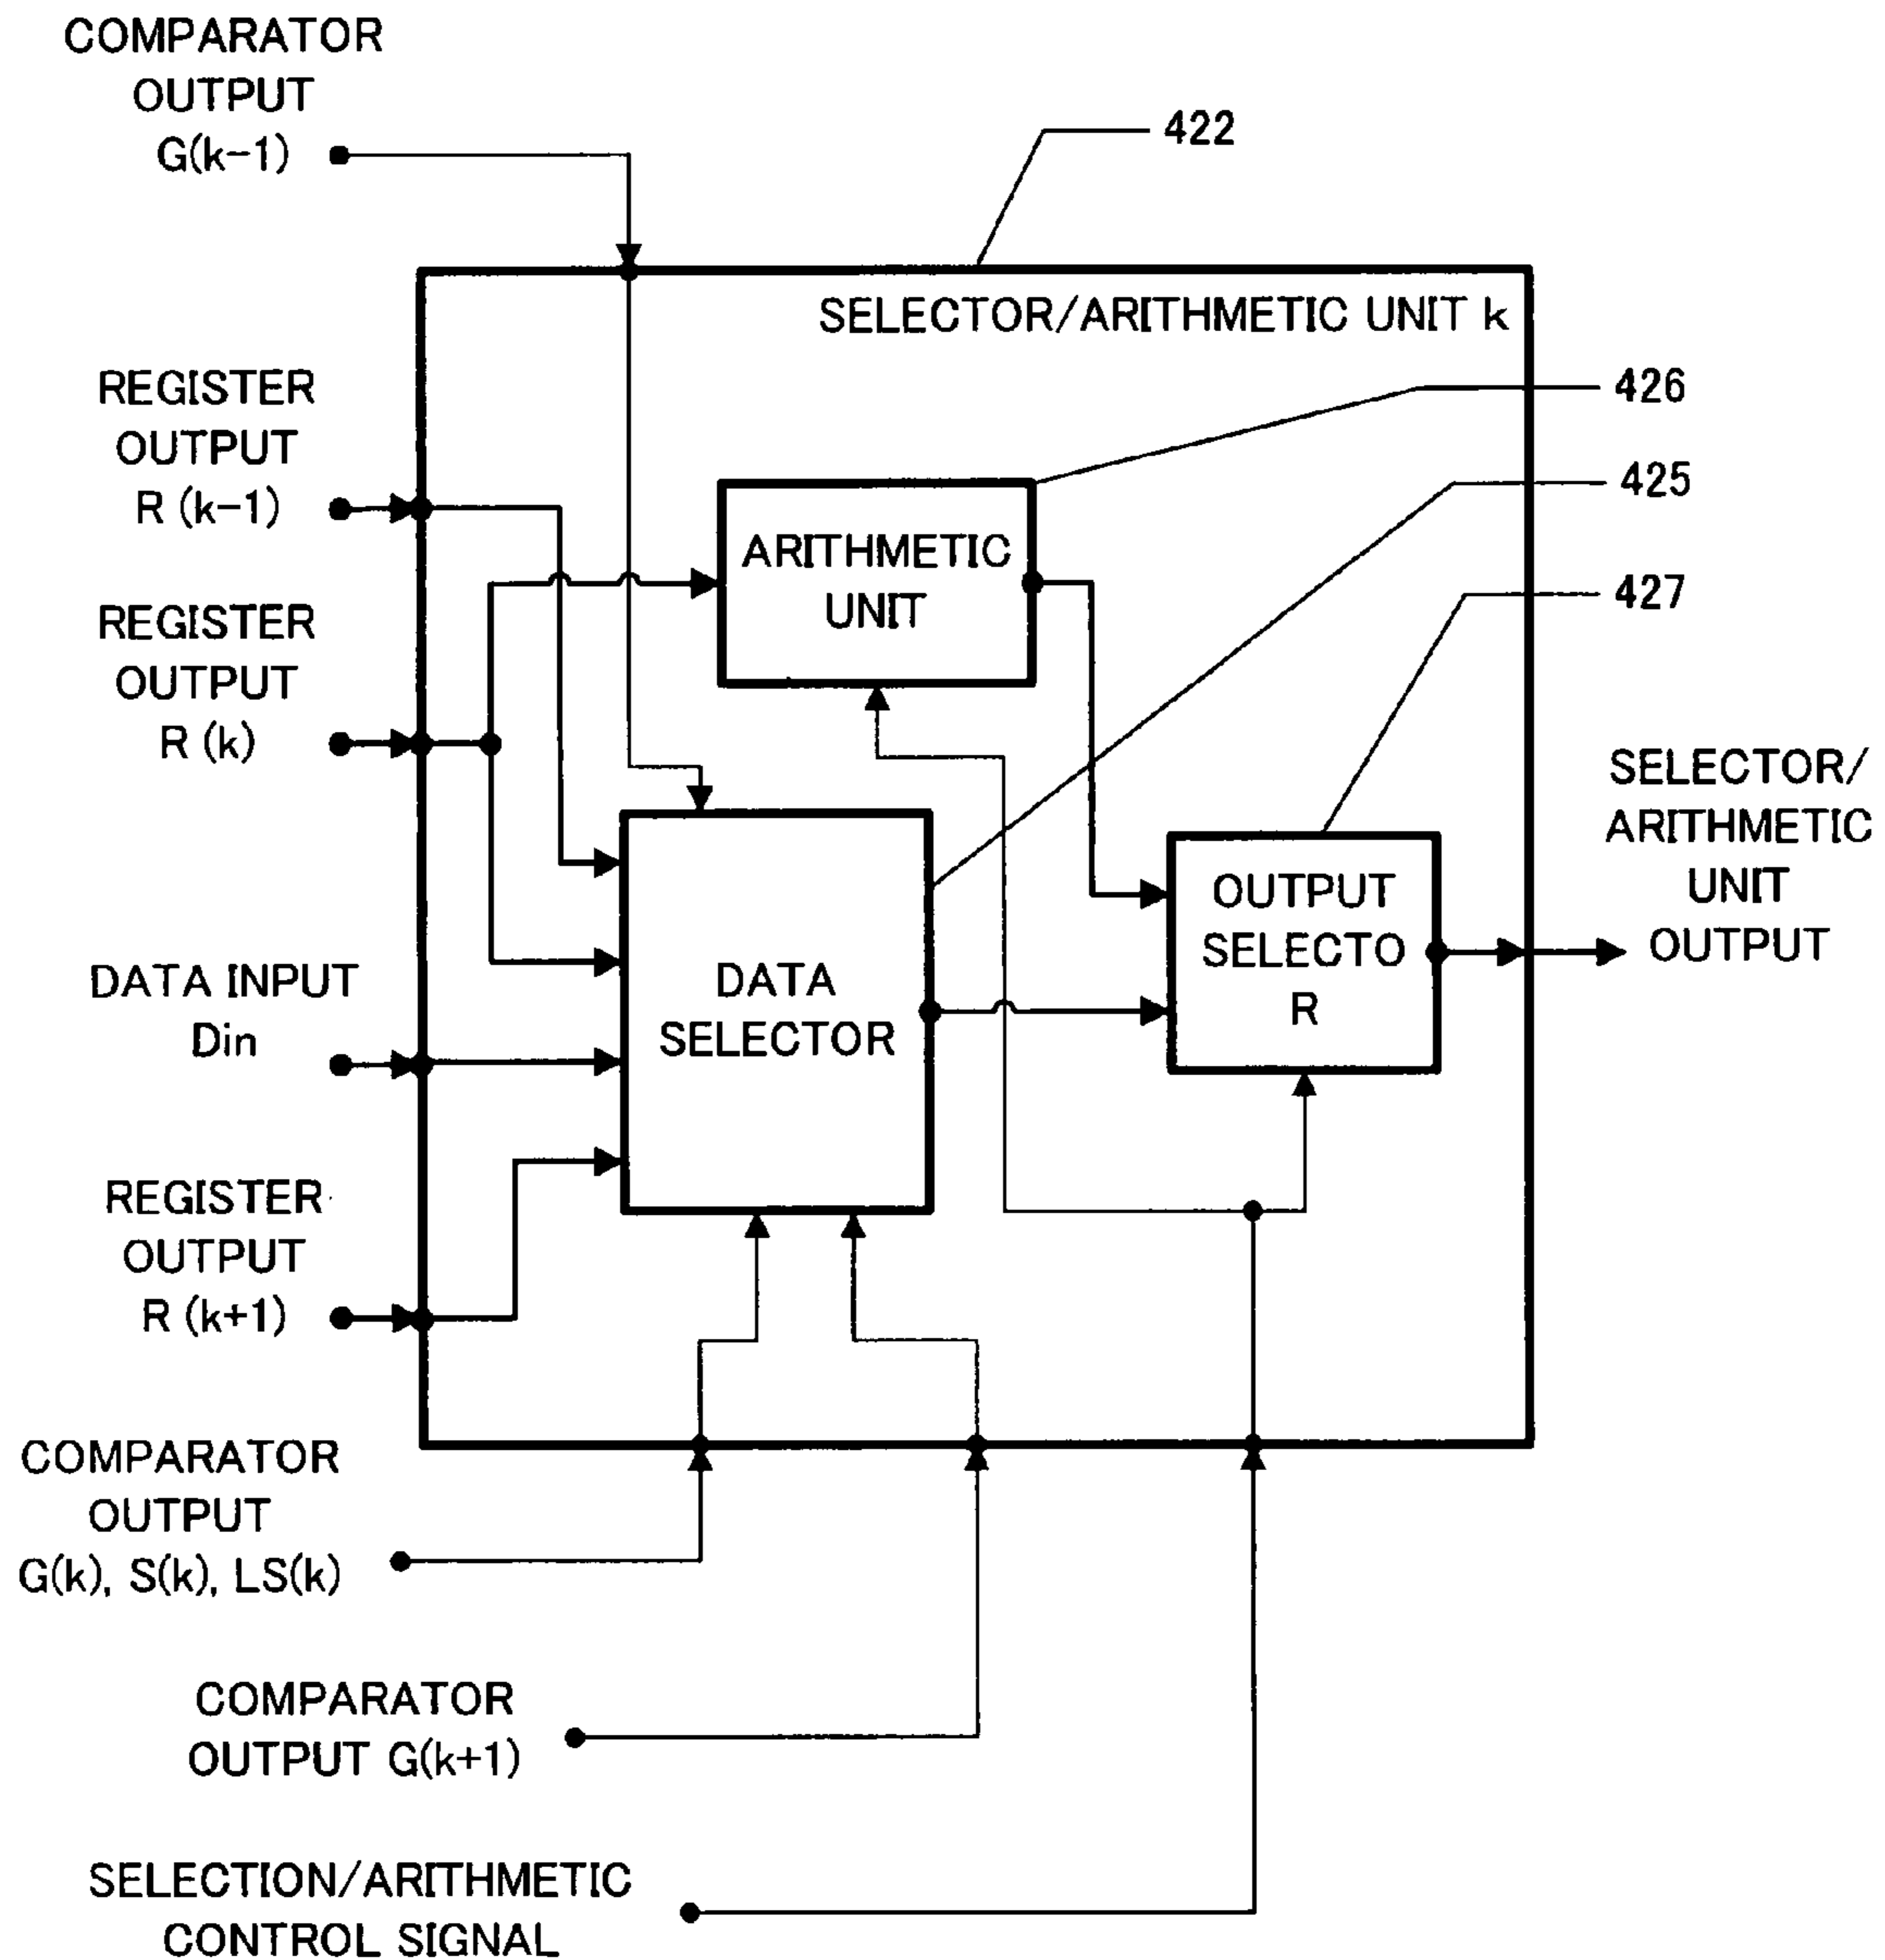 COMPARATOR
OUTPUT
G(k-1)
422
SELECTOR/ARITHMETIC UNIT k
REGISTER
OUTPUT
R (k-1)
426
425
ARITHMETIC
UNIT
427
REGISTER
OUTPUT
R (k)
SELECTOR/
ARITHMETIC
UNIT
OUTPUT
OUTPUT
SELECTO
R
DATA
SELECTOR
DATA INPUT
Din
REGISTER
OUTPUT
R (k+1)
COMPARATOR
OUTPUT
G(k), S(k), LS(k)
COMPARATOR
OUTPUT G(k+1)
SELECTION/ARITHMETIC
CONTROL SIGNAL